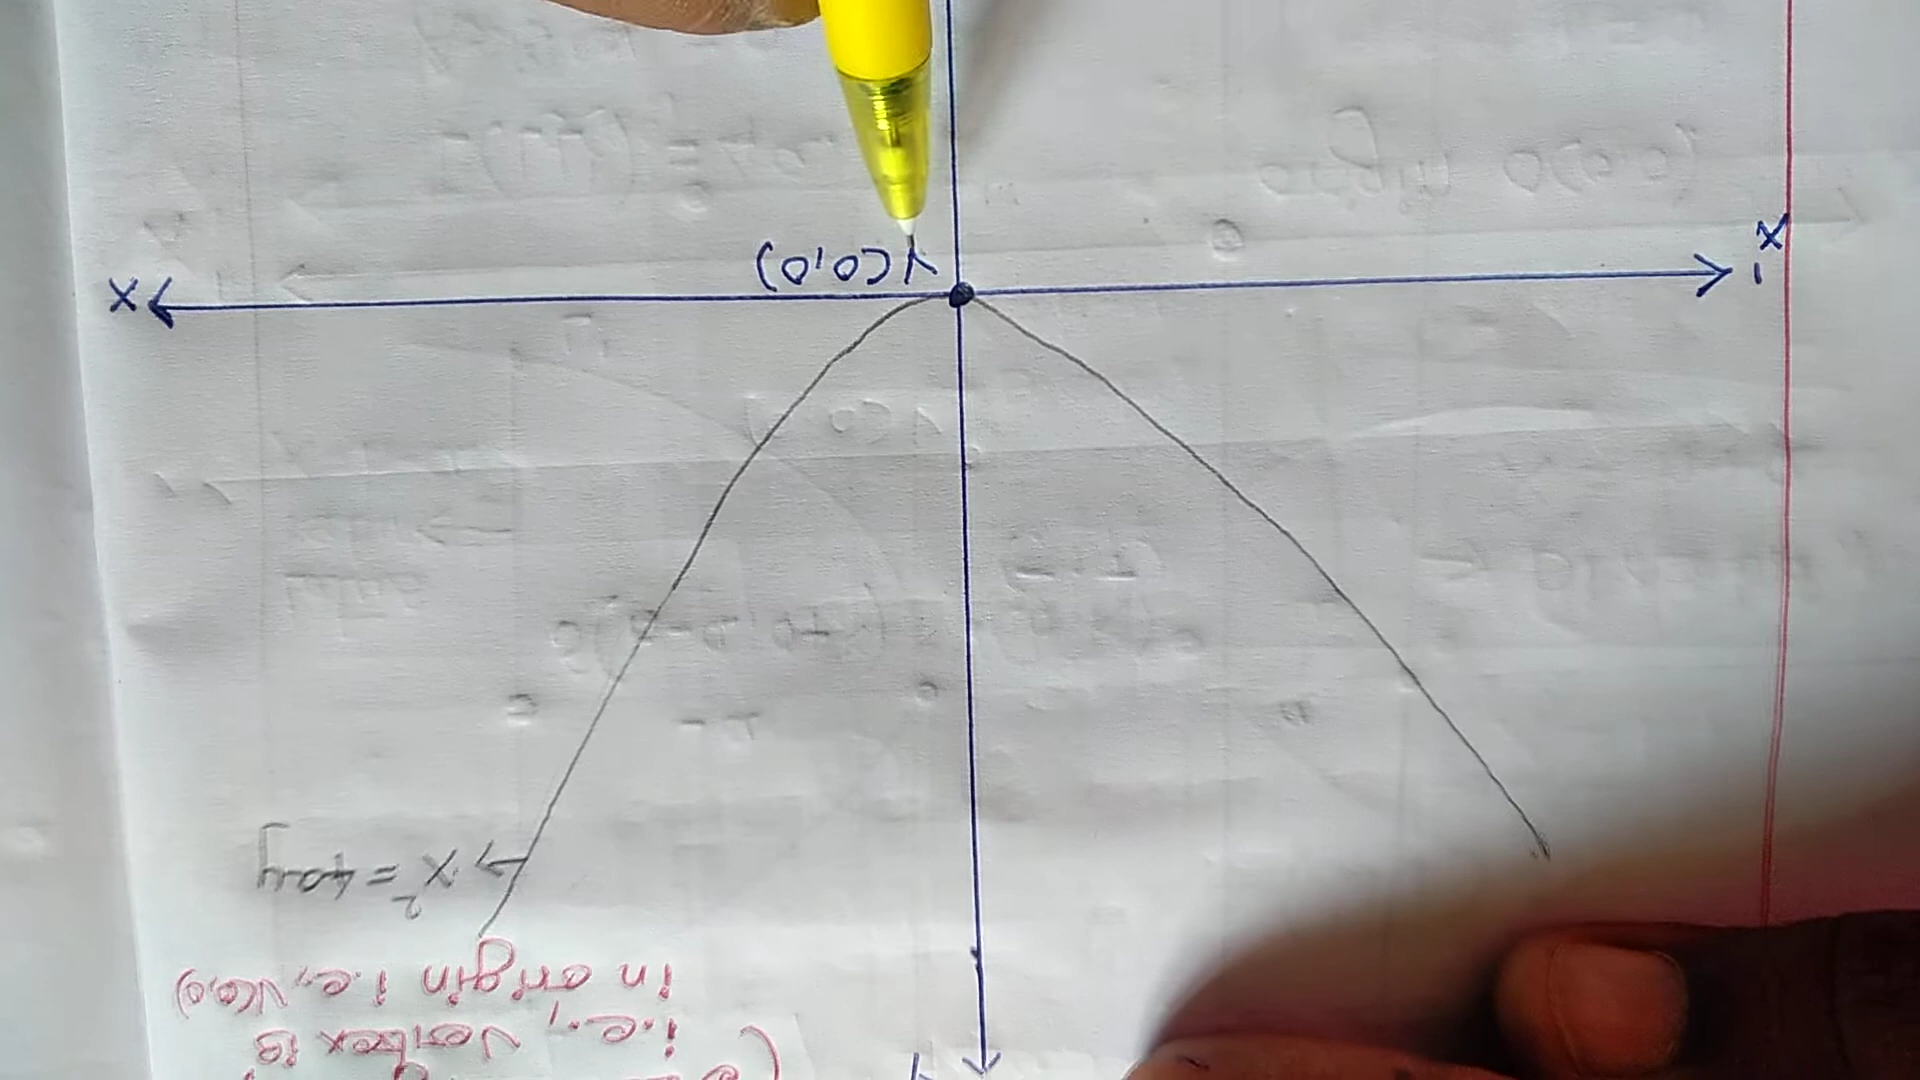 i.e., vertex is
in origin i.e., V(0,0)
x² = 4ay
X' X
V(0,0)